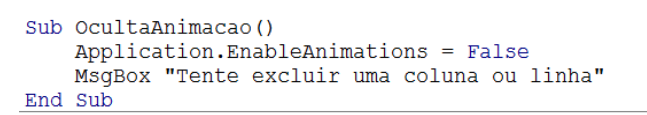 Sub OcultaAnimacao()
    Application.EnableAnimations = False
    MsgBox "Tente excluir uma coluna ou linha"
End Sub